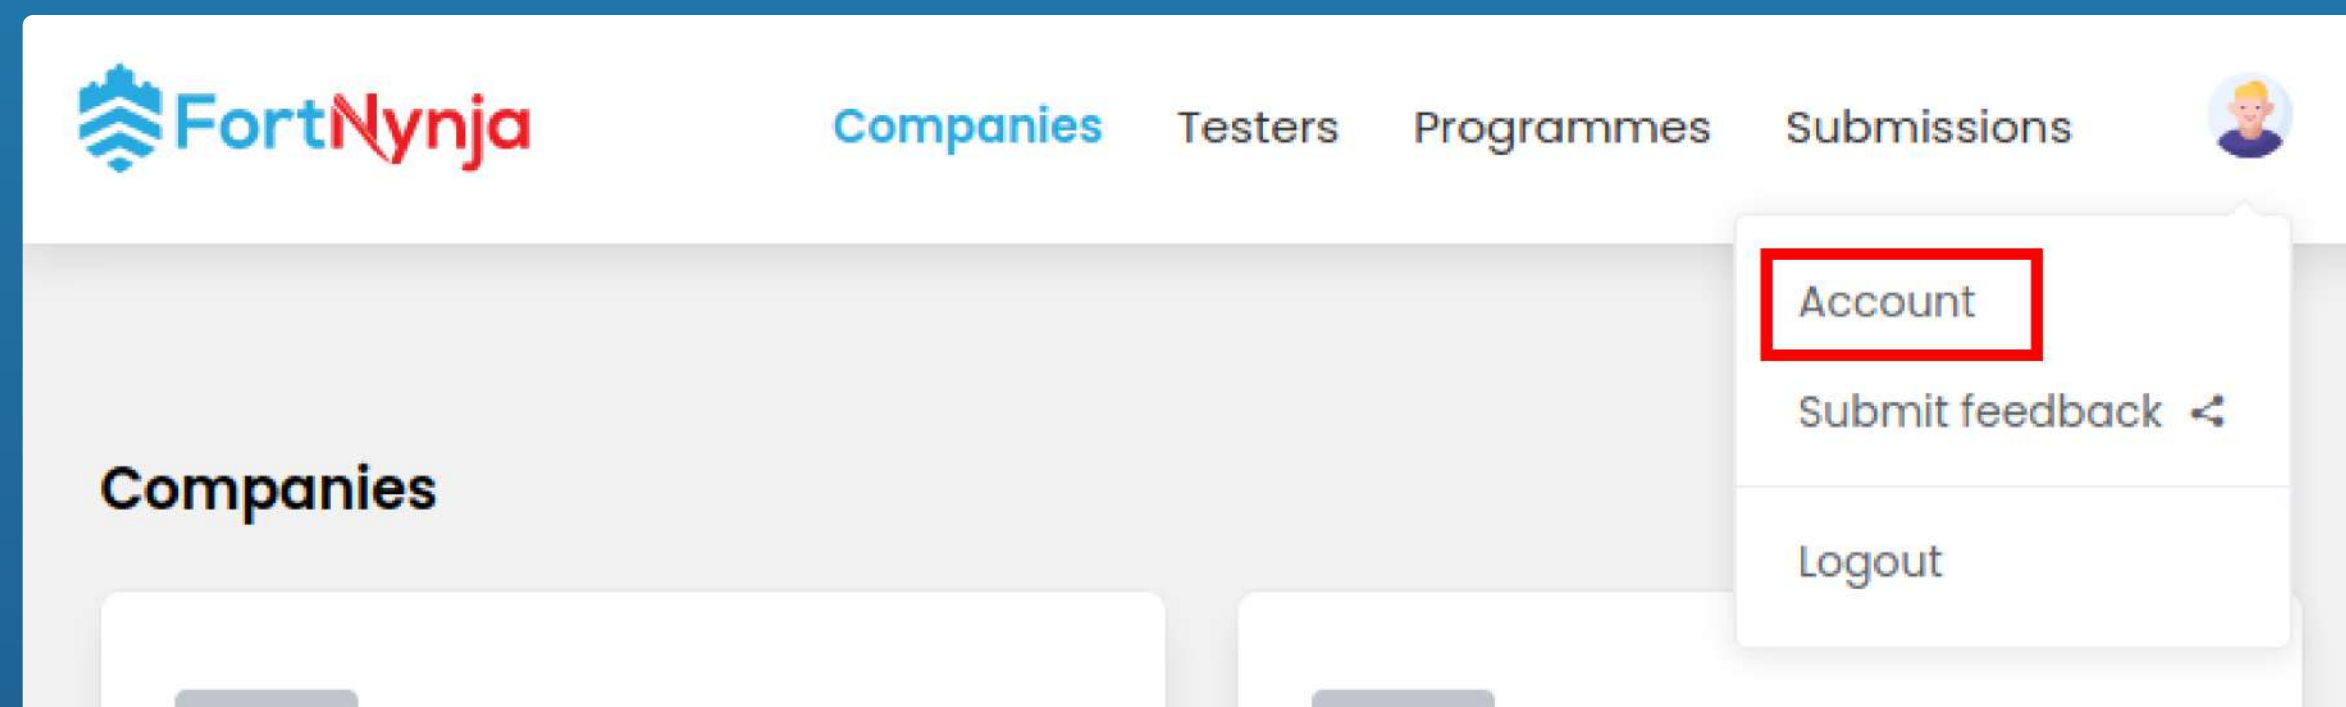 FortNynja
Companies Testers Programmes Submissions
Account
Submit feedback
Companies
Logout